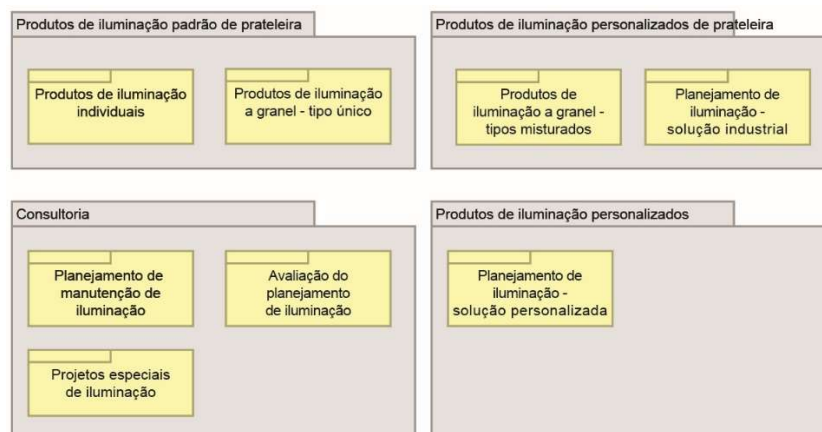 Produtos de iluminação padrão de prateleira
Produtos de iluminação
individuais
Produtos de iluminação
a granel - tipo único
Produtos de iluminação personalizados de prateleira
Produtos de
iluminação a granel -
tipos misturados
Planejamento de
iluminação -
solução industrial
Consultoria
Planejamento de
manutenção de
iluminação
Avaliação do
planejamento
de iluminação
Projetos especiais
de iluminação
Produtos de iluminação personalizados
Planejamento de
iluminação -
solução personalizada